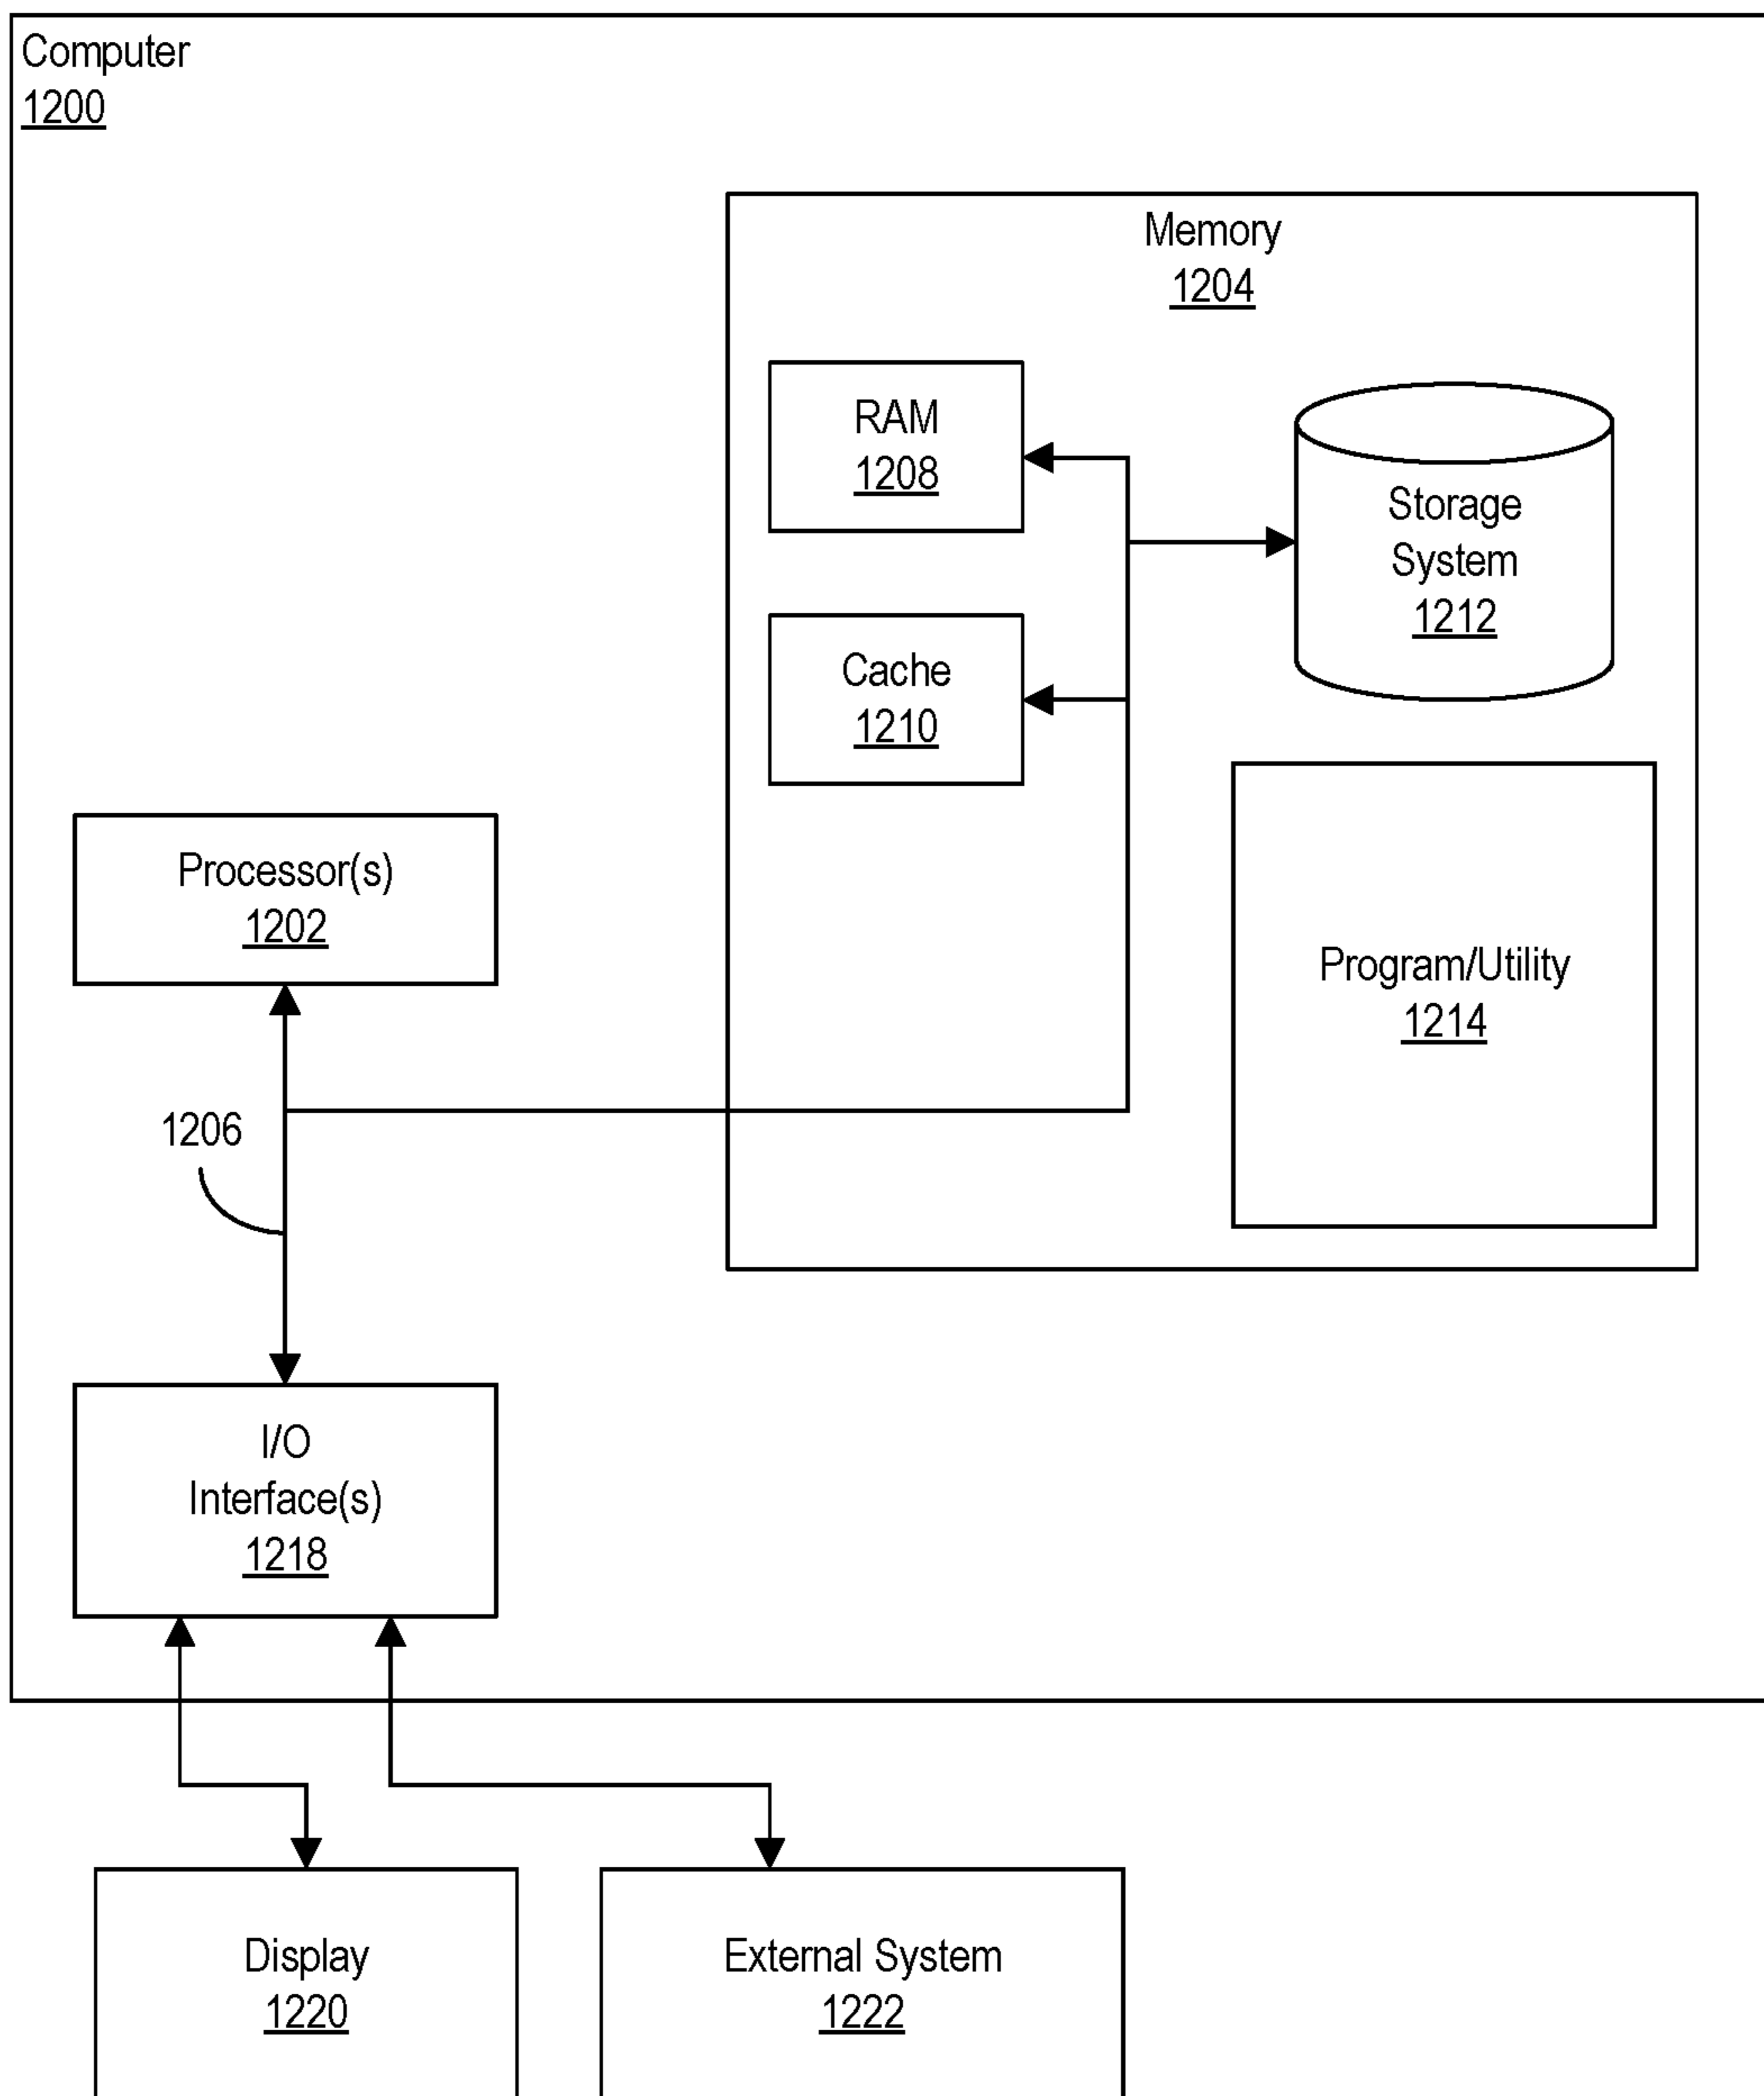 Computer
1200
Memory
1204
RAM
1208
Storage
System
1212
Cache
1210
Processor(s)
1202
Program/Utility
1214
1206
I/O
Interface(s)
1218
Display
1220
External System
1222